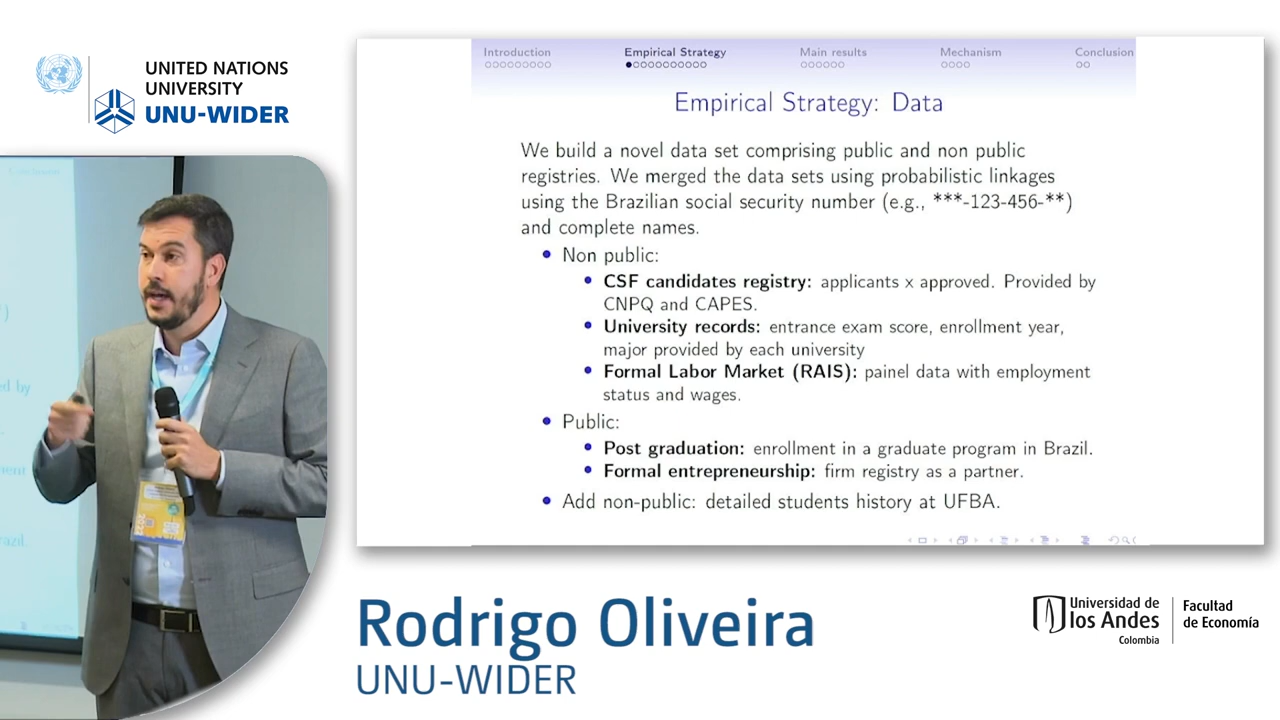 UNITED NATIONS
UNIVERSITY
UNU-WIDER
Introduction
Empirical Strategy
Main results
Mechanism
Conclusion
Empirical Strategy: Data
We build a novel data set comprising public and non public
registries. We merged the data sets using probabilistic linkages
using the Brazilian social security number (e.g., ***-123-456-**)
and complete names.
Non public:
CSF candidates registry: applicants x approved. Provided by
CNPQ and CAPES.
University records: entrance exam score, enrollment year,
major provided by each university
Formal Labor Market (RAIS): painel data with employment
status and wages.
Public:
Post graduation: enrollment in a graduate program in Brazil.
Formal entrepreneurship: firm registry as a partner.
Add non-public: detailed students history at UFBA.
Rodrigo Oliveira
UNU-WIDER
Universidad de
los Andes
Colombia
Facultad
de Economía